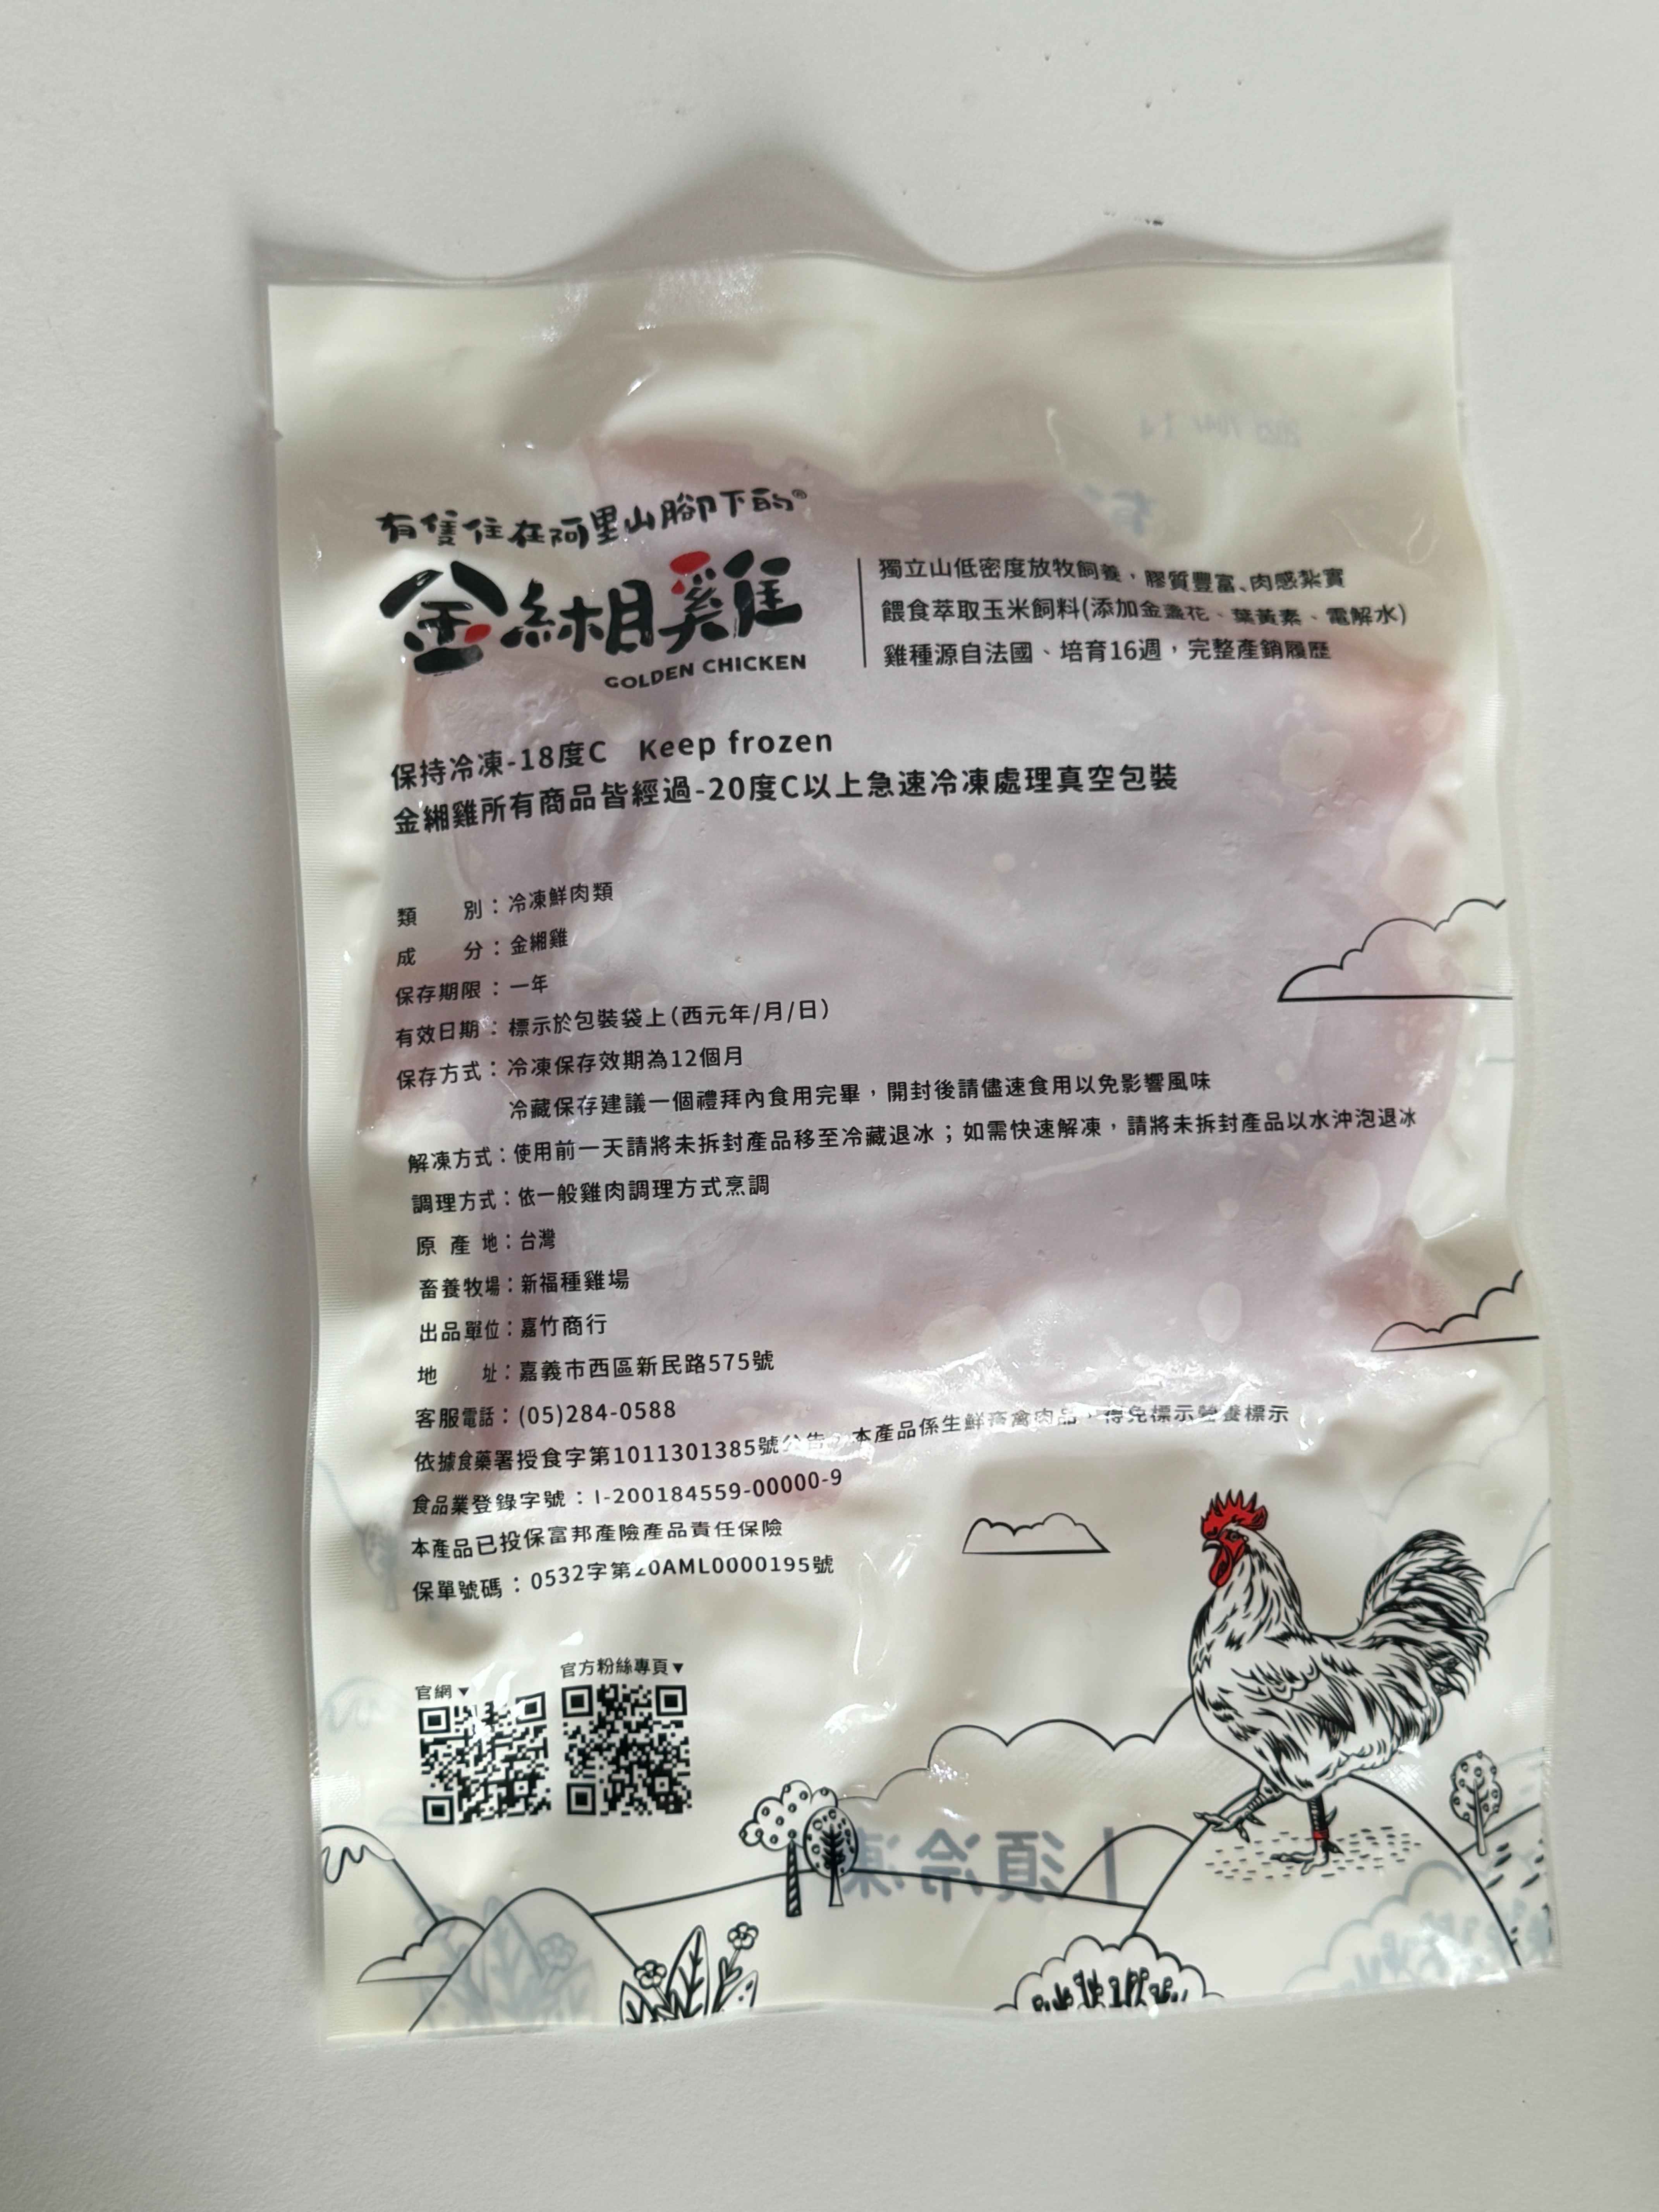 有隻住在阿里山腳下的®
金緗雞
GOLDEN CHICKEN
獨立山低密度放牧飼養，膠質豐富、肉感紮實
餵食萃取玉米飼料(添加金盞花、葉黃素、電解水)
雞種源自法國、培育16週，完整產銷履歷
保持冷凍-18度C Keep frozen
金緗雞所有商品皆經過-20度C以上急速冷凍處理真空包裝
類 別：冷凍鮮肉類
成 分：金緗雞
保存期限：一年
有效日期：標示於包裝袋上(西元年/月/日)
保存方式：冷凍保存效期為12個月
冷藏保存建議一個禮拜內食用完畢，開封後請儘速食用以免影響風味
解凍方式：使用前一天請將未拆封產品移至冷藏退冰；如需快速解凍，請將未拆封產品以水沖泡退冰
調理方式：依一般雞肉調理方式烹調
原 產 地：台灣
畜養牧場：新福種雞場
出品單位：嘉竹商行
地 址：嘉義市西區新民路575號
客服電話：(05)284-0588
依據食藥署授食字第1011301385號公告，本產品係生鮮畜禽肉品，得免標示營養標示
食品業登錄字號：I-200184559-00000-9
本產品已投保富邦產險產品責任保險
保單號碼：0532字第20AML0000195號
官網▼
官方粉絲專頁▼
須冷凍